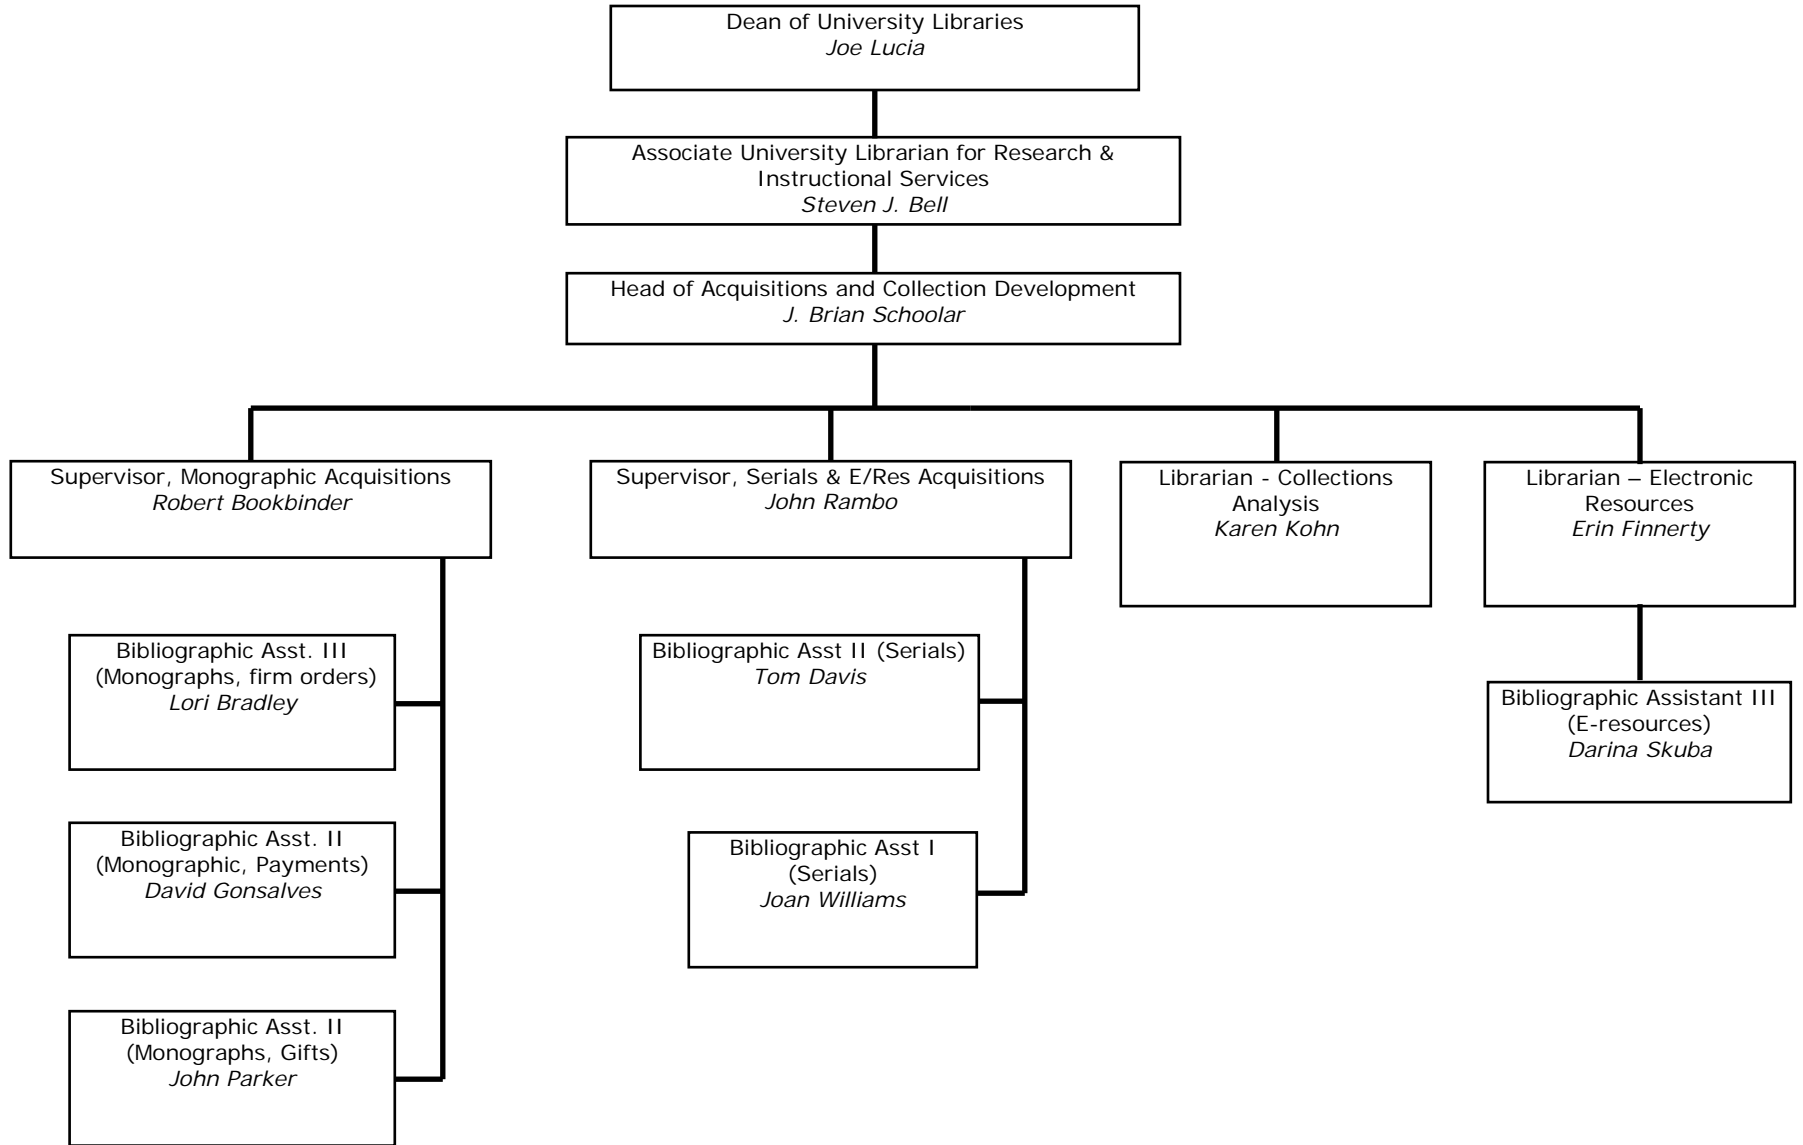 Dean of University Libraries
Joe Lucia
Associate University Librarian for Research &
Instructional Services
Steven J. Bell
Head of Acquisitions and Collection Development
J. Brian Schoolar
Supervisor, Monographic Acquisitions
Robert Bookbinder
Supervisor, Serials & E/Res Acquisitions
John Rambo
Librarian - Collections
Analysis
Karen Kohn
Librarian – Electronic
Resources
Erin Finnerty
Bibliographic Asst. III
(Monographs, firm orders)
Lori Bradley
Bibliographic Asst II (Serials)
Tom Davis
Bibliographic Assistant III
(E-resources)
Darina Skuba
Bibliographic Asst. II
(Monographic, Payments)
David Gonsalves
Bibliographic Asst I
(Serials)
Joan Williams
Bibliographic Asst. II
(Monographs, Gifts)
John Parker